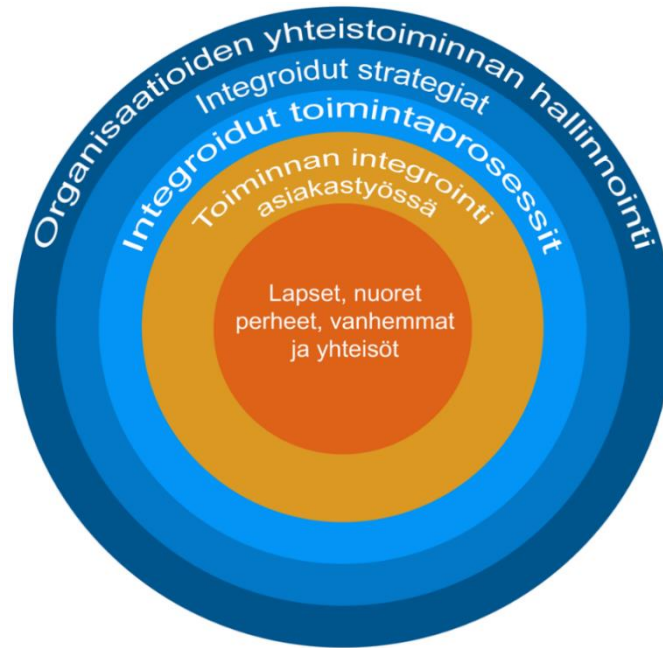 Organisaatioiden yhteistoiminnan hallinnointi
Integroidut strategiat
Integroidut toimintaprosessit
Toiminnan integrointi
asiakastyössä
Lapset, nuoret
perheet, vanhemmat
ja yhteisöt